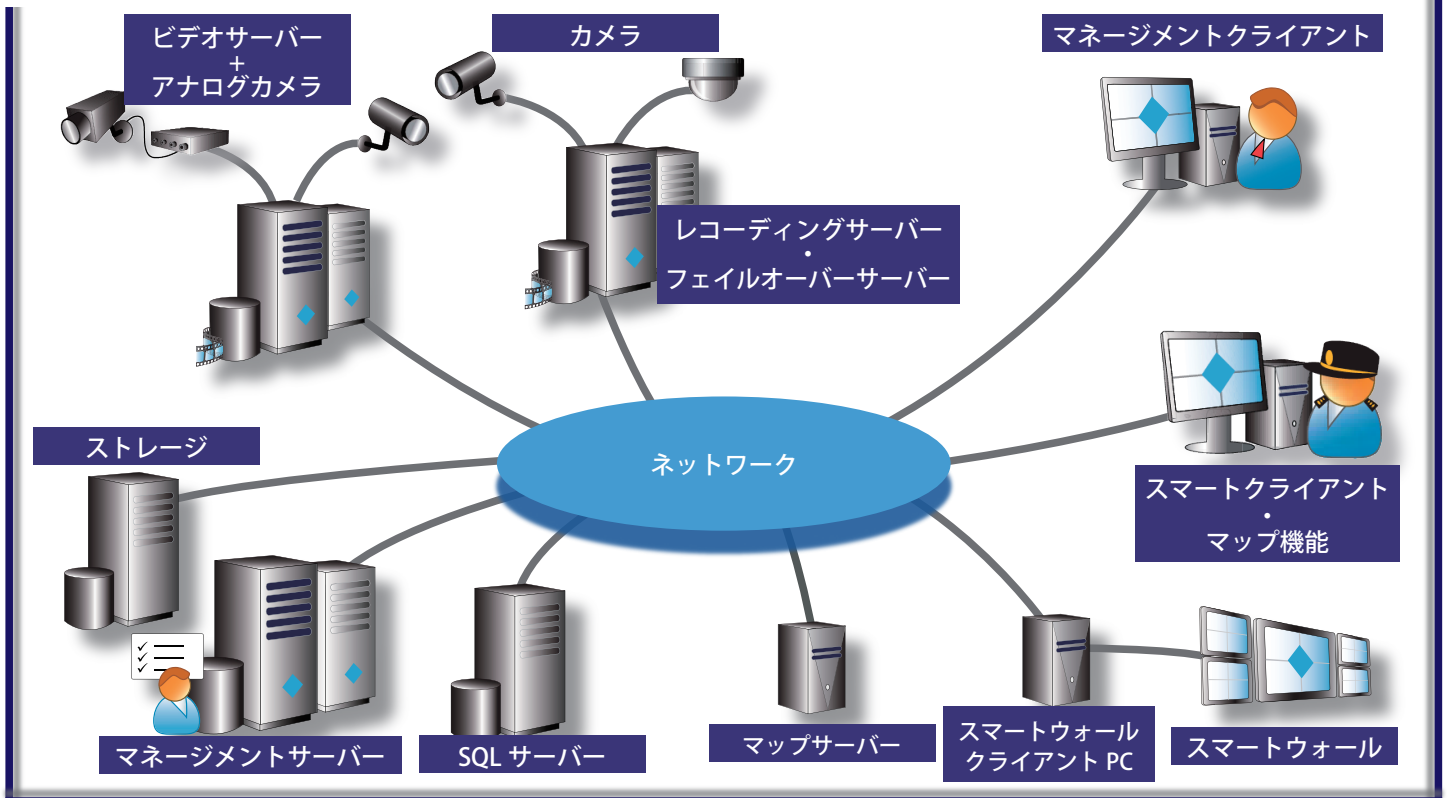 ビデオサーバー
+
アナログカメラ
カメラ
マネージメントクライアント
レコーディングサーバー
・
フェイルオーバーサーバー
ストレージ
ネットワーク
スマートクライアント
・
マップ機能
マネージメントサーバー
SQL サーバー
マップサーバー
スマートウォール
クライアント PC
スマートウォール